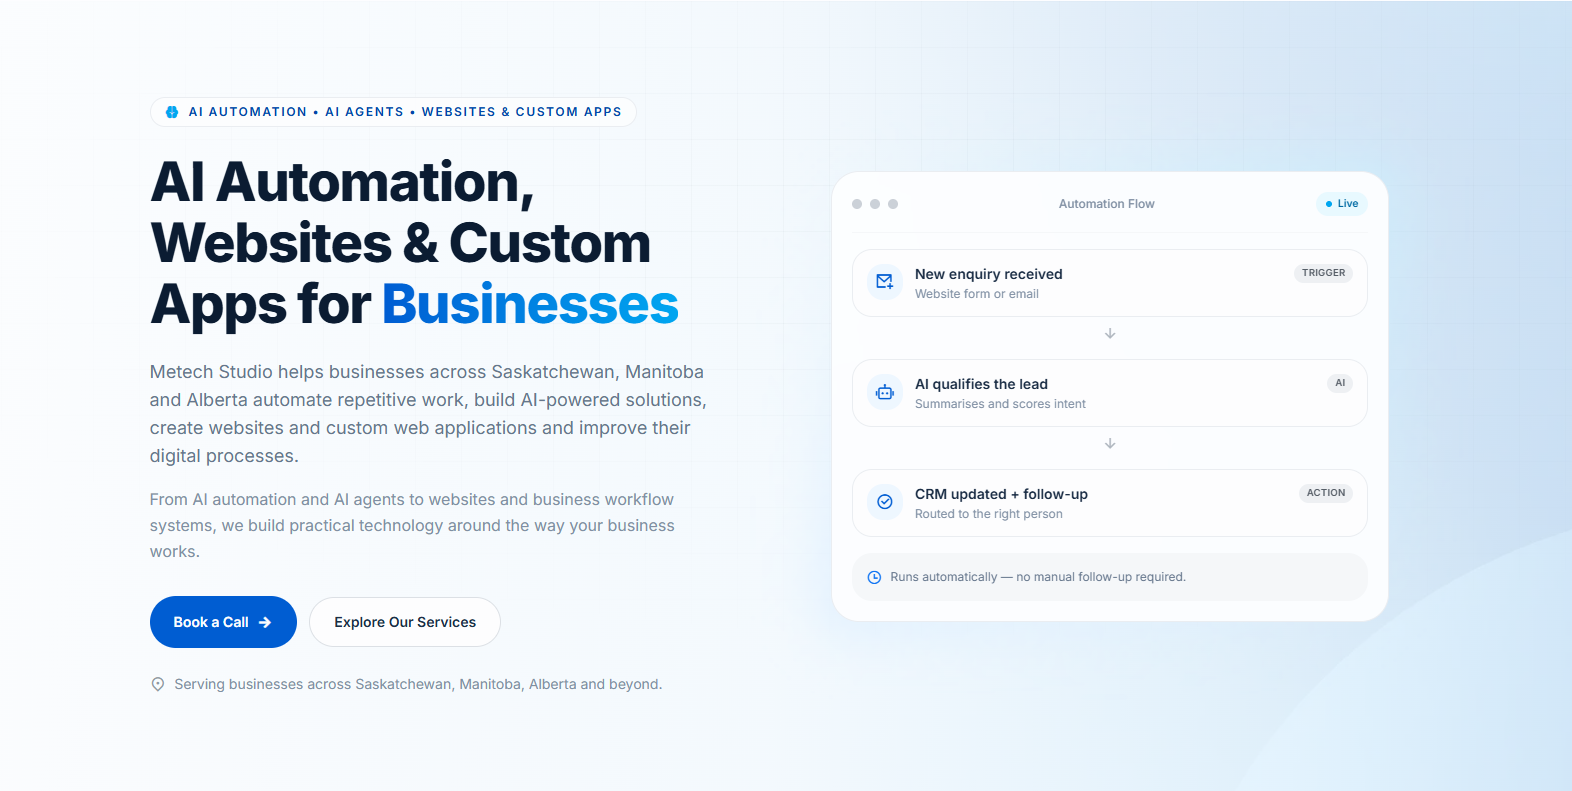 AI AUTOMATION • AI AGENTS • WEBSITES & CUSTOM APPS
AI Automation,
Websites & Custom
Apps for Businesses
Metech Studio helps businesses across Saskatchewan, Manitoba
and Alberta automate repetitive work, build AI-powered solutions,
create websites and custom web applications and improve their
digital processes.
From AI automation and AI agents to websites and business workflow
systems, we build practical technology around the way your business
works.
Book a Call →
Explore Our Services
Serving businesses across Saskatchewan, Manitoba, Alberta and beyond.
Automation Flow
Live
New enquiry received
TRIGGER
Website form or email
AI qualifies the lead
AI
Summarises and scores intent
CRM updated + follow-up
ACTION
Routed to the right person
Runs automatically — no manual follow-up required.